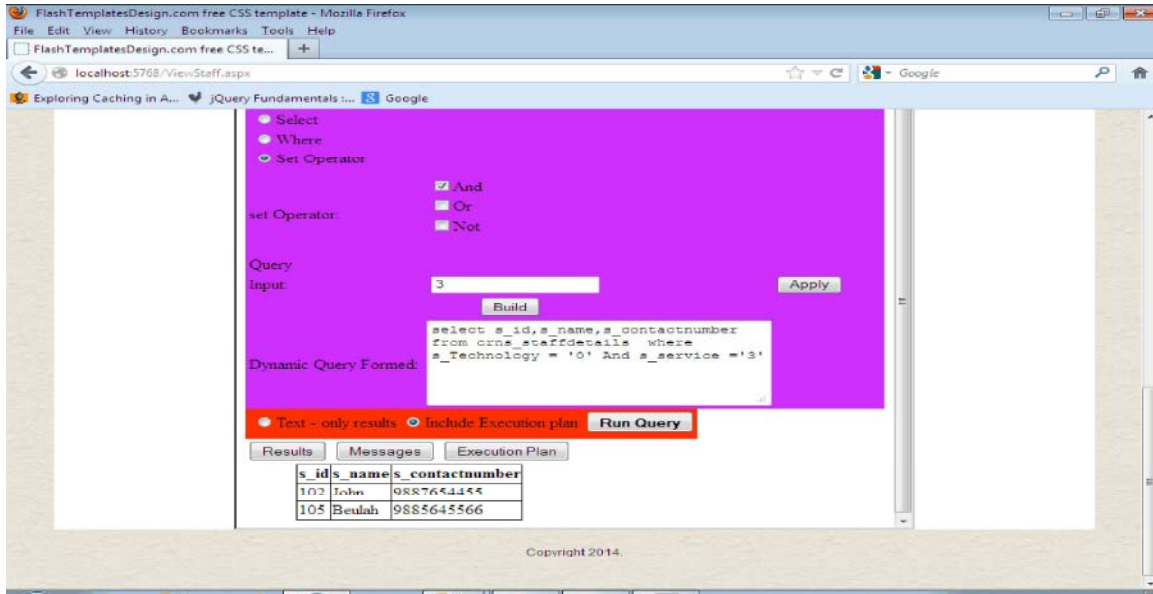 FlashTemplatesDesign.com free CSS template - Mozilla Firefox
File Edit View History Bookmarks Tools Help
FlashTemplatesDesign.com free CSS te... +
localhost:5768/ViewStaff.aspx Google
Exploring Caching in A... jQuery Fundamentals :... Google
Select
Where
Set Operator
And
Or
set Operator:
Not
Query
Input: 3 Apply
Build
select s_id,s_name,s_contactnumber
from crns_staffdetails where
s_Technology = '0' And s_service ='3'
Dynamic Query Formed:
Text - only results Include Execution plan Run Query
Results Messages Execution Plan
s_id s_name s_contactnumber
102 John 9887654455
105 Beulah 9885645566
Copyright 2014.